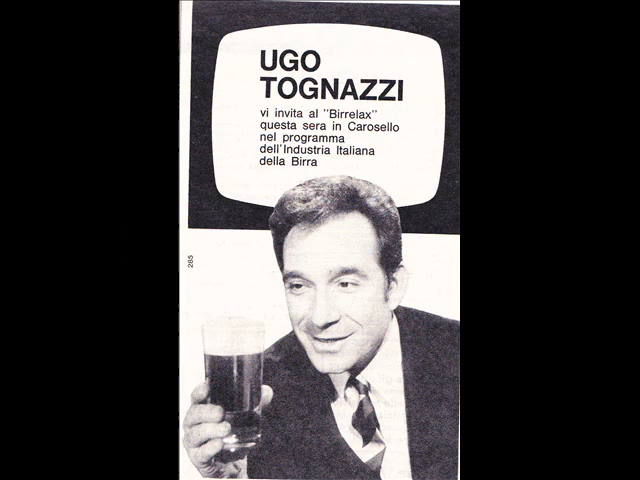 UGO
TOGNAZZI
vi invita al "Birrelax"
questa sera in Carosello
nel programma
dell'Industria Italiana
della Birra
285